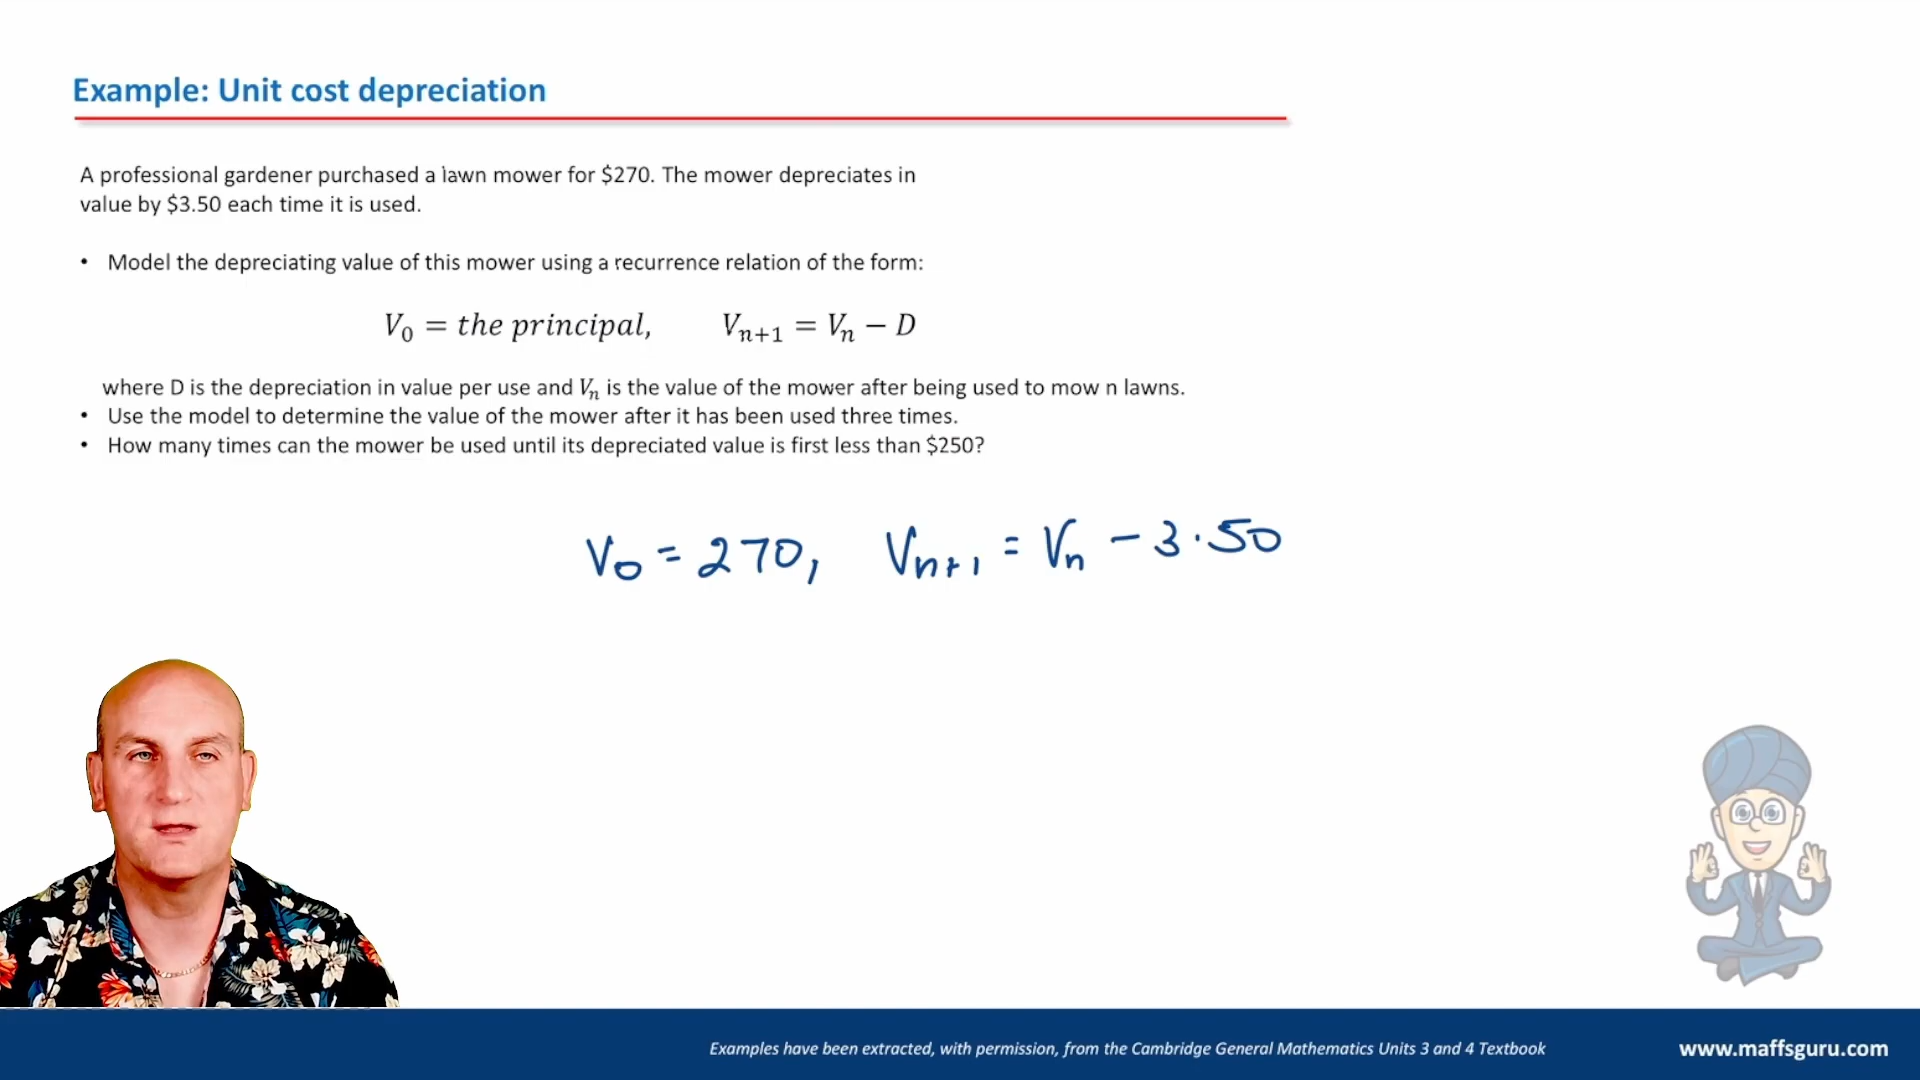 Example: Unit cost depreciation
A professional gardener purchased a lawn mower for $270. The mower depreciates in
value by $3.50 each time it is used.
• Model the depreciating value of this mower using a recurrence relation of the form:
V₀ = the principal, Vₙ₊₁ = Vₙ − D
where D is the depreciation in value per use and Vₙ is the value of the mower after being used to mow n lawns.
• Use the model to determine the value of the mower after it has been used three times.
• How many times can the mower be used until its depreciated value is first less than $250?
V₀ = 270, Vₙ₊₁ = Vₙ − 3.50
Examples have been extracted, with permission, from the Cambridge General Mathematics Units 3 and 4 Textbook
www.maffsguru.com